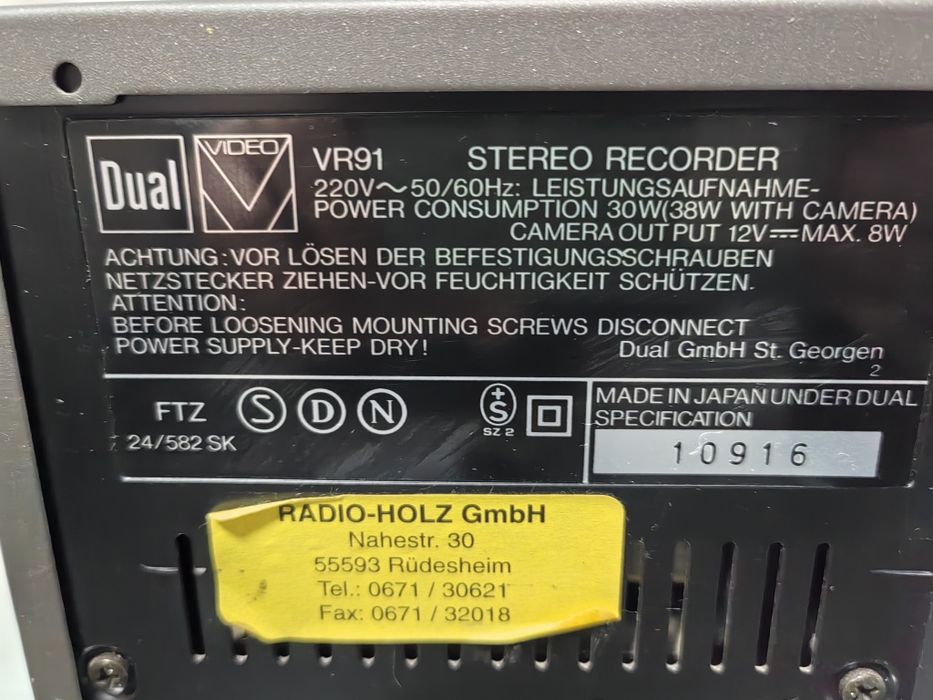 Dual
VIDEO
VR91 STEREO RECORDER
220V~50/60Hz: LEISTUNGSAUFNAHME-
POWER CONSUMPTION 30W(38W WITH CAMERA)
CAMERA OUTPUT 12V⎓MAX. 8W
ACHTUNG: VOR LÖSEN DER BEFESTIGUNGSSCHRAUBEN
NETZSTECKER ZIEHEN-VOR FEUCHTIGKEIT SCHÜTZEN.
ATTENTION:
BEFORE LOOSENING MOUNTING SCREWS DISCONNECT
POWER SUPPLY-KEEP DRY!
Dual GmbH St. Georgen
2
FTZ S D N +S
24/582 SK
SZ 2
MADE IN JAPAN UNDER DUAL
SPECIFICATION
10916
RADIO-HOLZ GmbH
Nahestr. 30
55593 Rüdesheim
Tel.: 0671 / 30621
Fax: 0671 / 32018